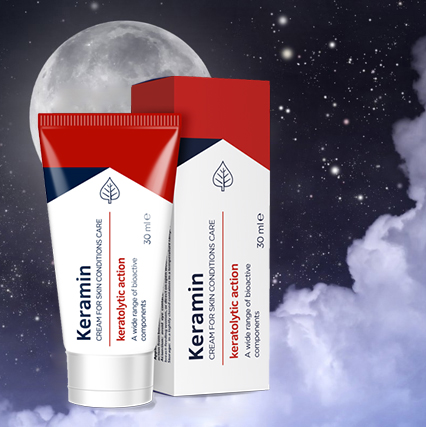 Keramin
CREAM FOR SKIN CONDITIONS CARE
keratolytic action
A wide range of bioactive
components
30 ml e
Keramin
CREAM FOR SKIN CONDITIONS CARE
keratolytic action
A wide range of bioactive
components
30 ml e